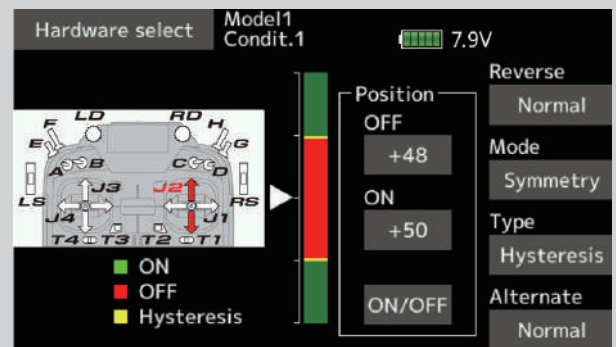 Hardware select
Model1
Condit.1
7.9V
LD
RD
F
H
E
G
A
B
C
D
LS
J3
J2
RS
J4
J1
T4
T3
T2
T1
ON
OFF
Hysteresis
Position
OFF
+48
ON
+50
ON/OFF
Reverse
Normal
Mode
Symmetry
Type
Hysteresis
Alternate
Normal